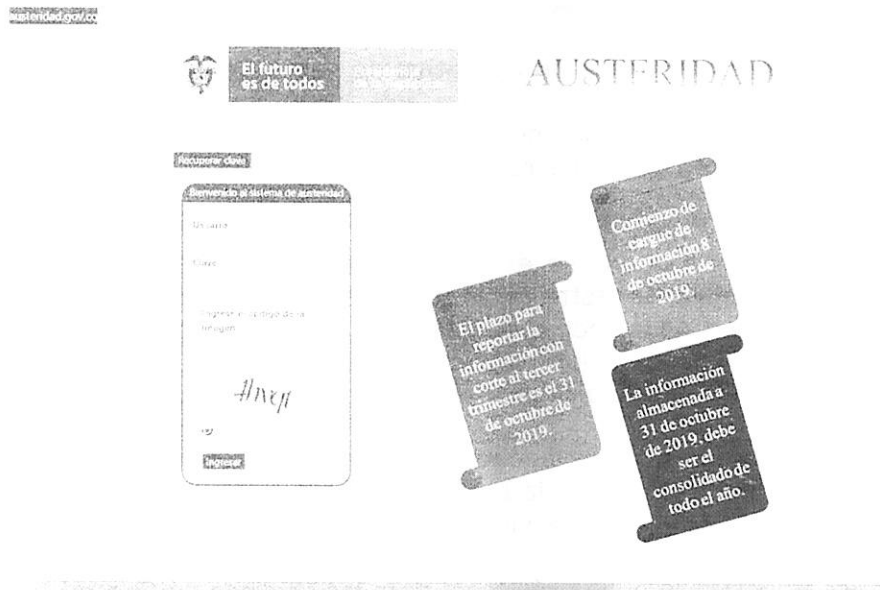 austeridad.gov.co
El futuro
es de todos
AUSTERIDAD
Recuperar clave
Bienvenido al sistema de austeridad
Usuario
Clave
Ingrese el código de la
imagen
Ingresar
El plazo para
reportar la
información con
corte al tercer
trimestre es el 31
de octubre de
2019.
Comienzo de
cargue de
información 8
de octubre de
2019.
La información
almacenada a
31 de octubre
de 2019, debe
ser el
consolidado de
todo el año.